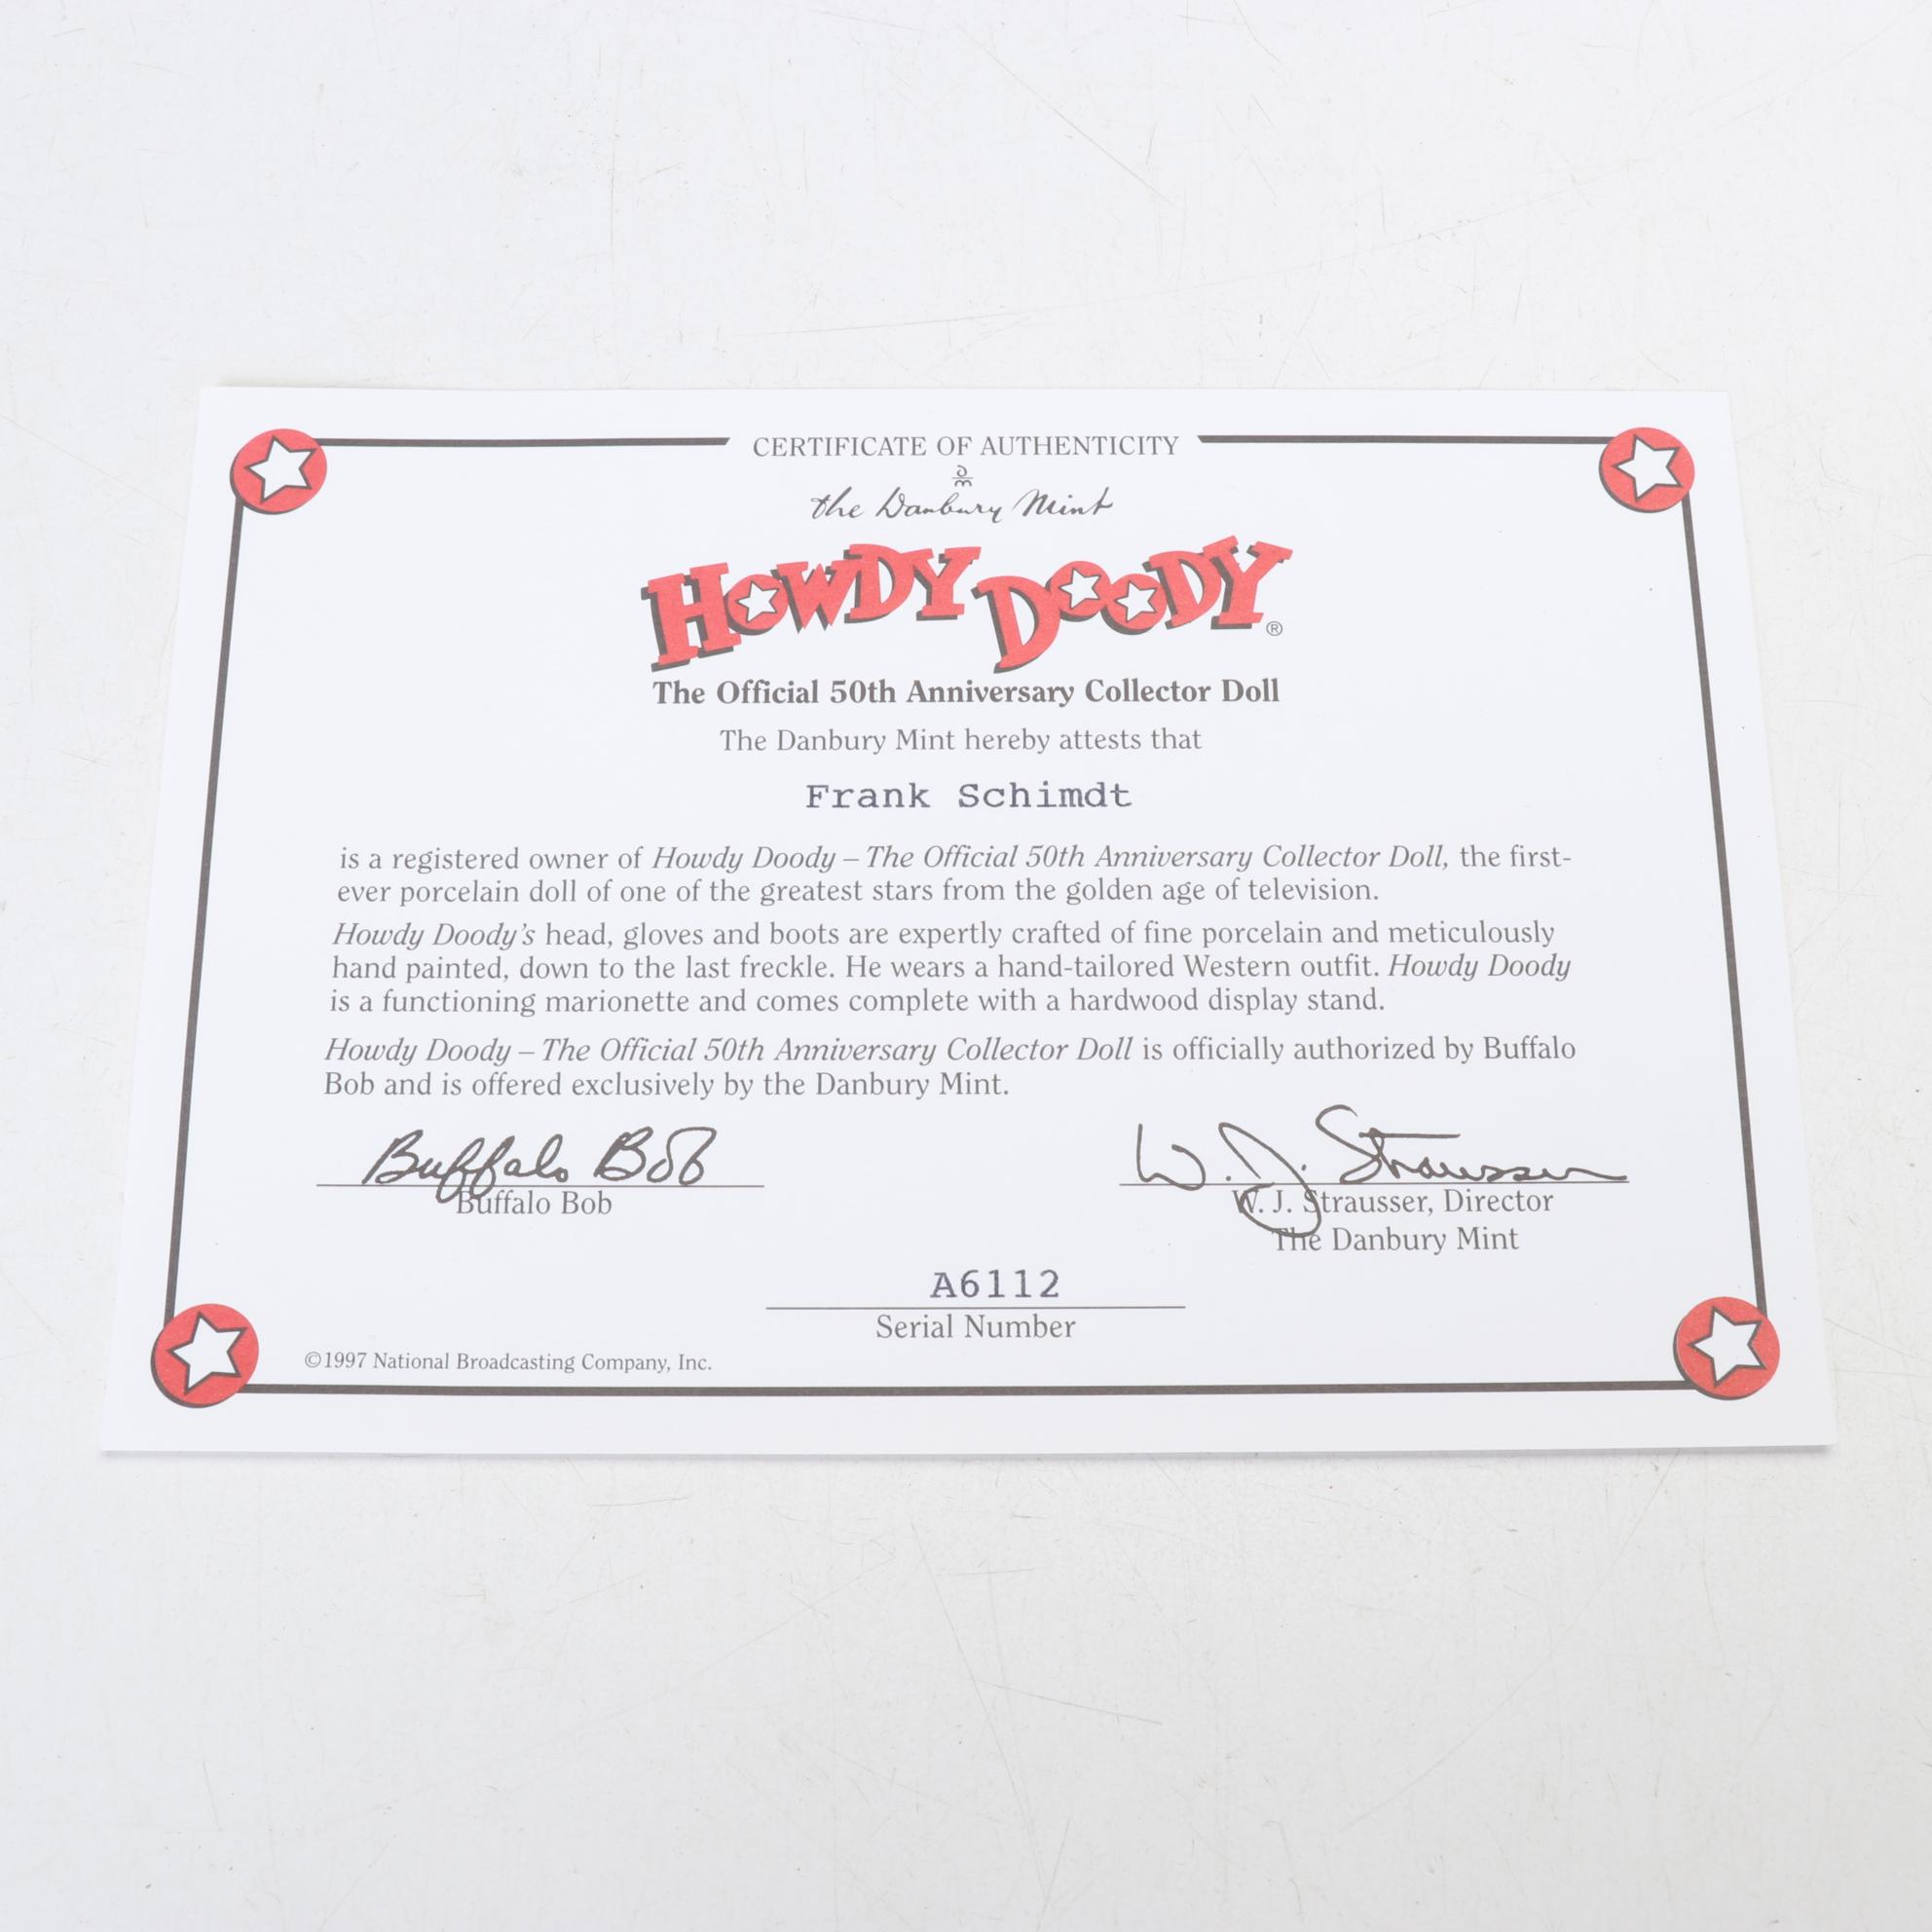 CERTIFICATE OF AUTHENTICITY
the Danbury Mint
HOWDY DOODY®
The Official 50th Anniversary Collector Doll
The Danbury Mint hereby attests that
Frank Schimdt
is a registered owner of Howdy Doody – The Official 50th Anniversary Collector Doll, the first-
ever porcelain doll of one of the greatest stars from the golden age of television.
Howdy Doody's head, gloves and boots are expertly crafted of fine porcelain and meticulously
hand painted, down to the last freckle. He wears a hand-tailored Western outfit. Howdy Doody
is a functioning marionette and comes complete with a hardwood display stand.
Howdy Doody – The Official 50th Anniversary Collector Doll is officially authorized by Buffalo
Bob and is offered exclusively by the Danbury Mint.
Buffalo Bob
Buffalo Bob
W. J. Strausser
W. J. Strausser, Director
The Danbury Mint
A6112
Serial Number
©1997 National Broadcasting Company, Inc.